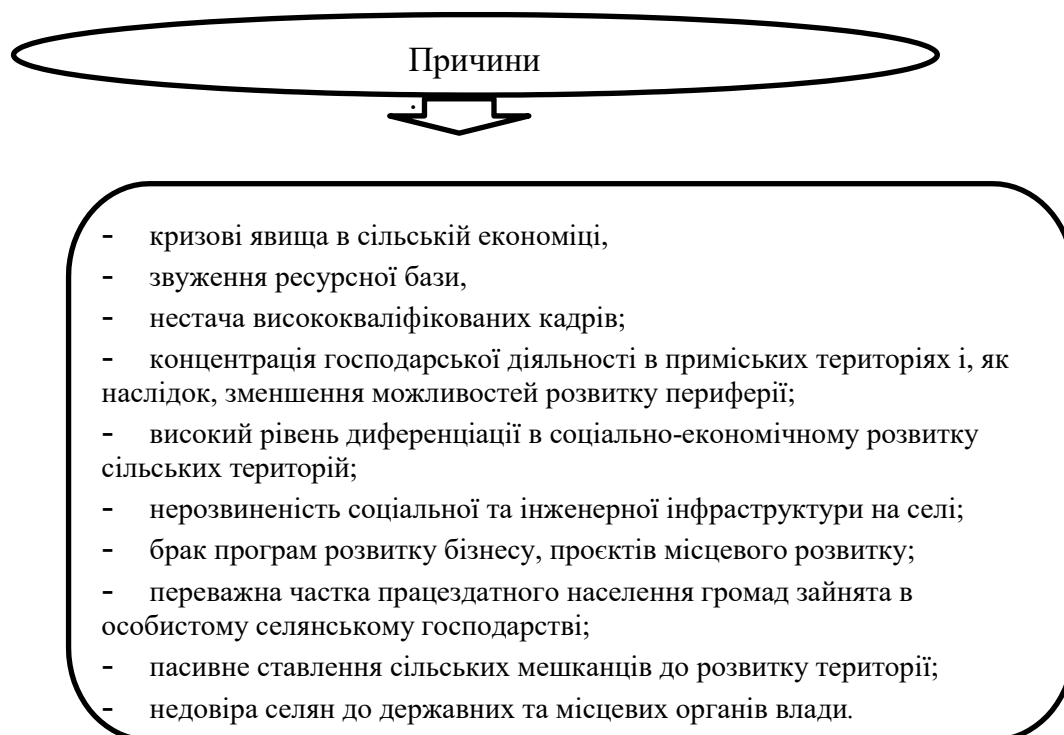 Причини
- кризові явища в сільській економіці,
- звуження ресурсної бази,
- нестача висококваліфікованих кадрів;
- концентрація господарської діяльності в приміських територіях і, як
наслідок, зменшення можливостей розвитку периферії;
- високий рівень диференціації в соціально-економічному розвитку
сільських територій;
- нерозвиненість соціальної та інженерної інфраструктури на селі;
- брак програм розвитку бізнесу, проєктів місцевого розвитку;
- переважна частка працездатного населення громад зайнята в
особистому селянському господарстві;
- пасивне ставлення сільських мешканців до розвитку території;
- недовіра селян до державних та місцевих органів влади.